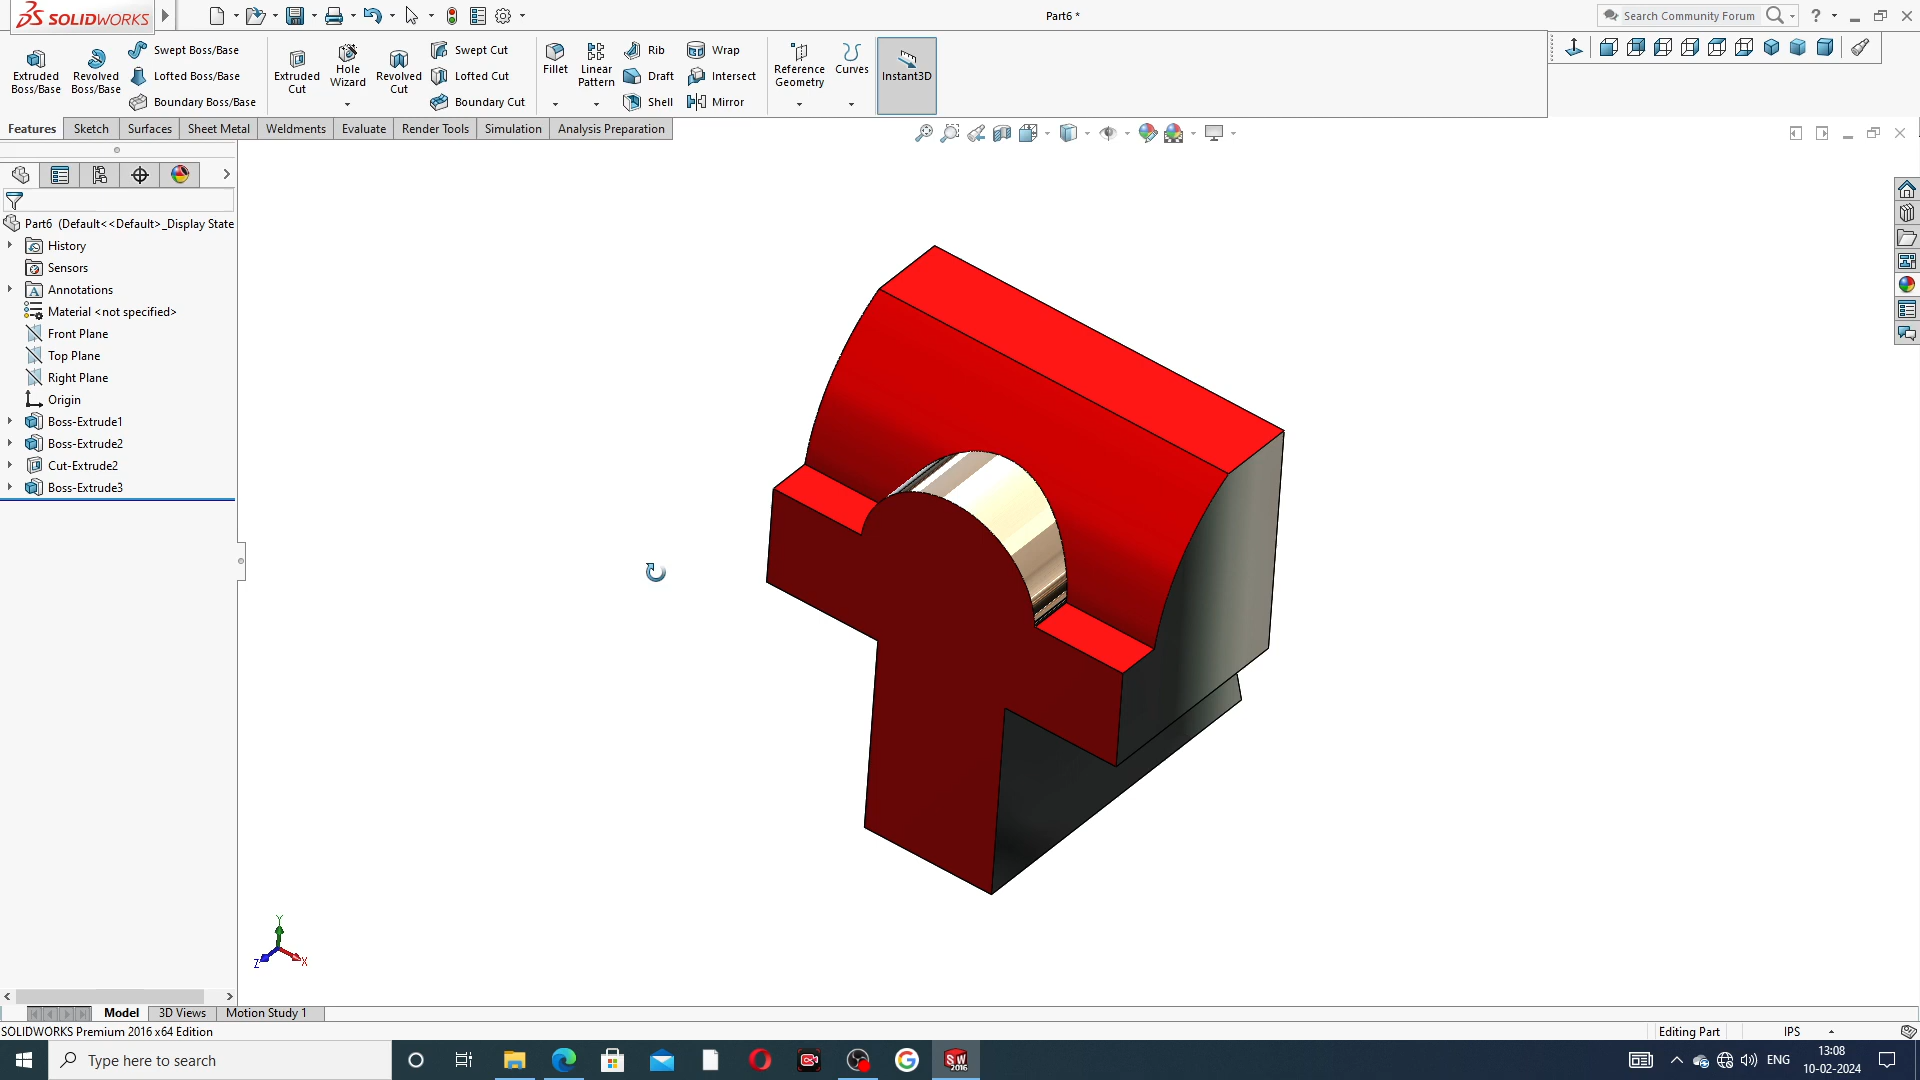 SOLIDWORKS
Part6 *
Search Community Forum
?
Extruded Boss/Base
Revolved Boss/Base
Swept Boss/Base
Lofted Boss/Base
Boundary Boss/Base
Extruded Cut
Hole Wizard
Revolved Cut
Swept Cut
Lofted Cut
Boundary Cut
Fillet
Linear Pattern
Rib
Draft
Shell
Wrap
Intersect
Mirror
Reference Geometry
Curves
Instant3D
Features
Sketch
Surfaces
Sheet Metal
Weldments
Evaluate
Render Tools
Simulation
Analysis Preparation
Part6 (Default<<Default>_Display State
History
Sensors
Annotations
Material <not specified>
Front Plane
Top Plane
Right Plane
Origin
Boss-Extrude1
Boss-Extrude2
Cut-Extrude2
Boss-Extrude3
Y
Z
X
Model
3D Views
Motion Study 1
SOLIDWORKS Premium 2016 x64 Edition
Editing Part
IPS
Type here to search
SW 2016
ENG
13:08
10-02-2024